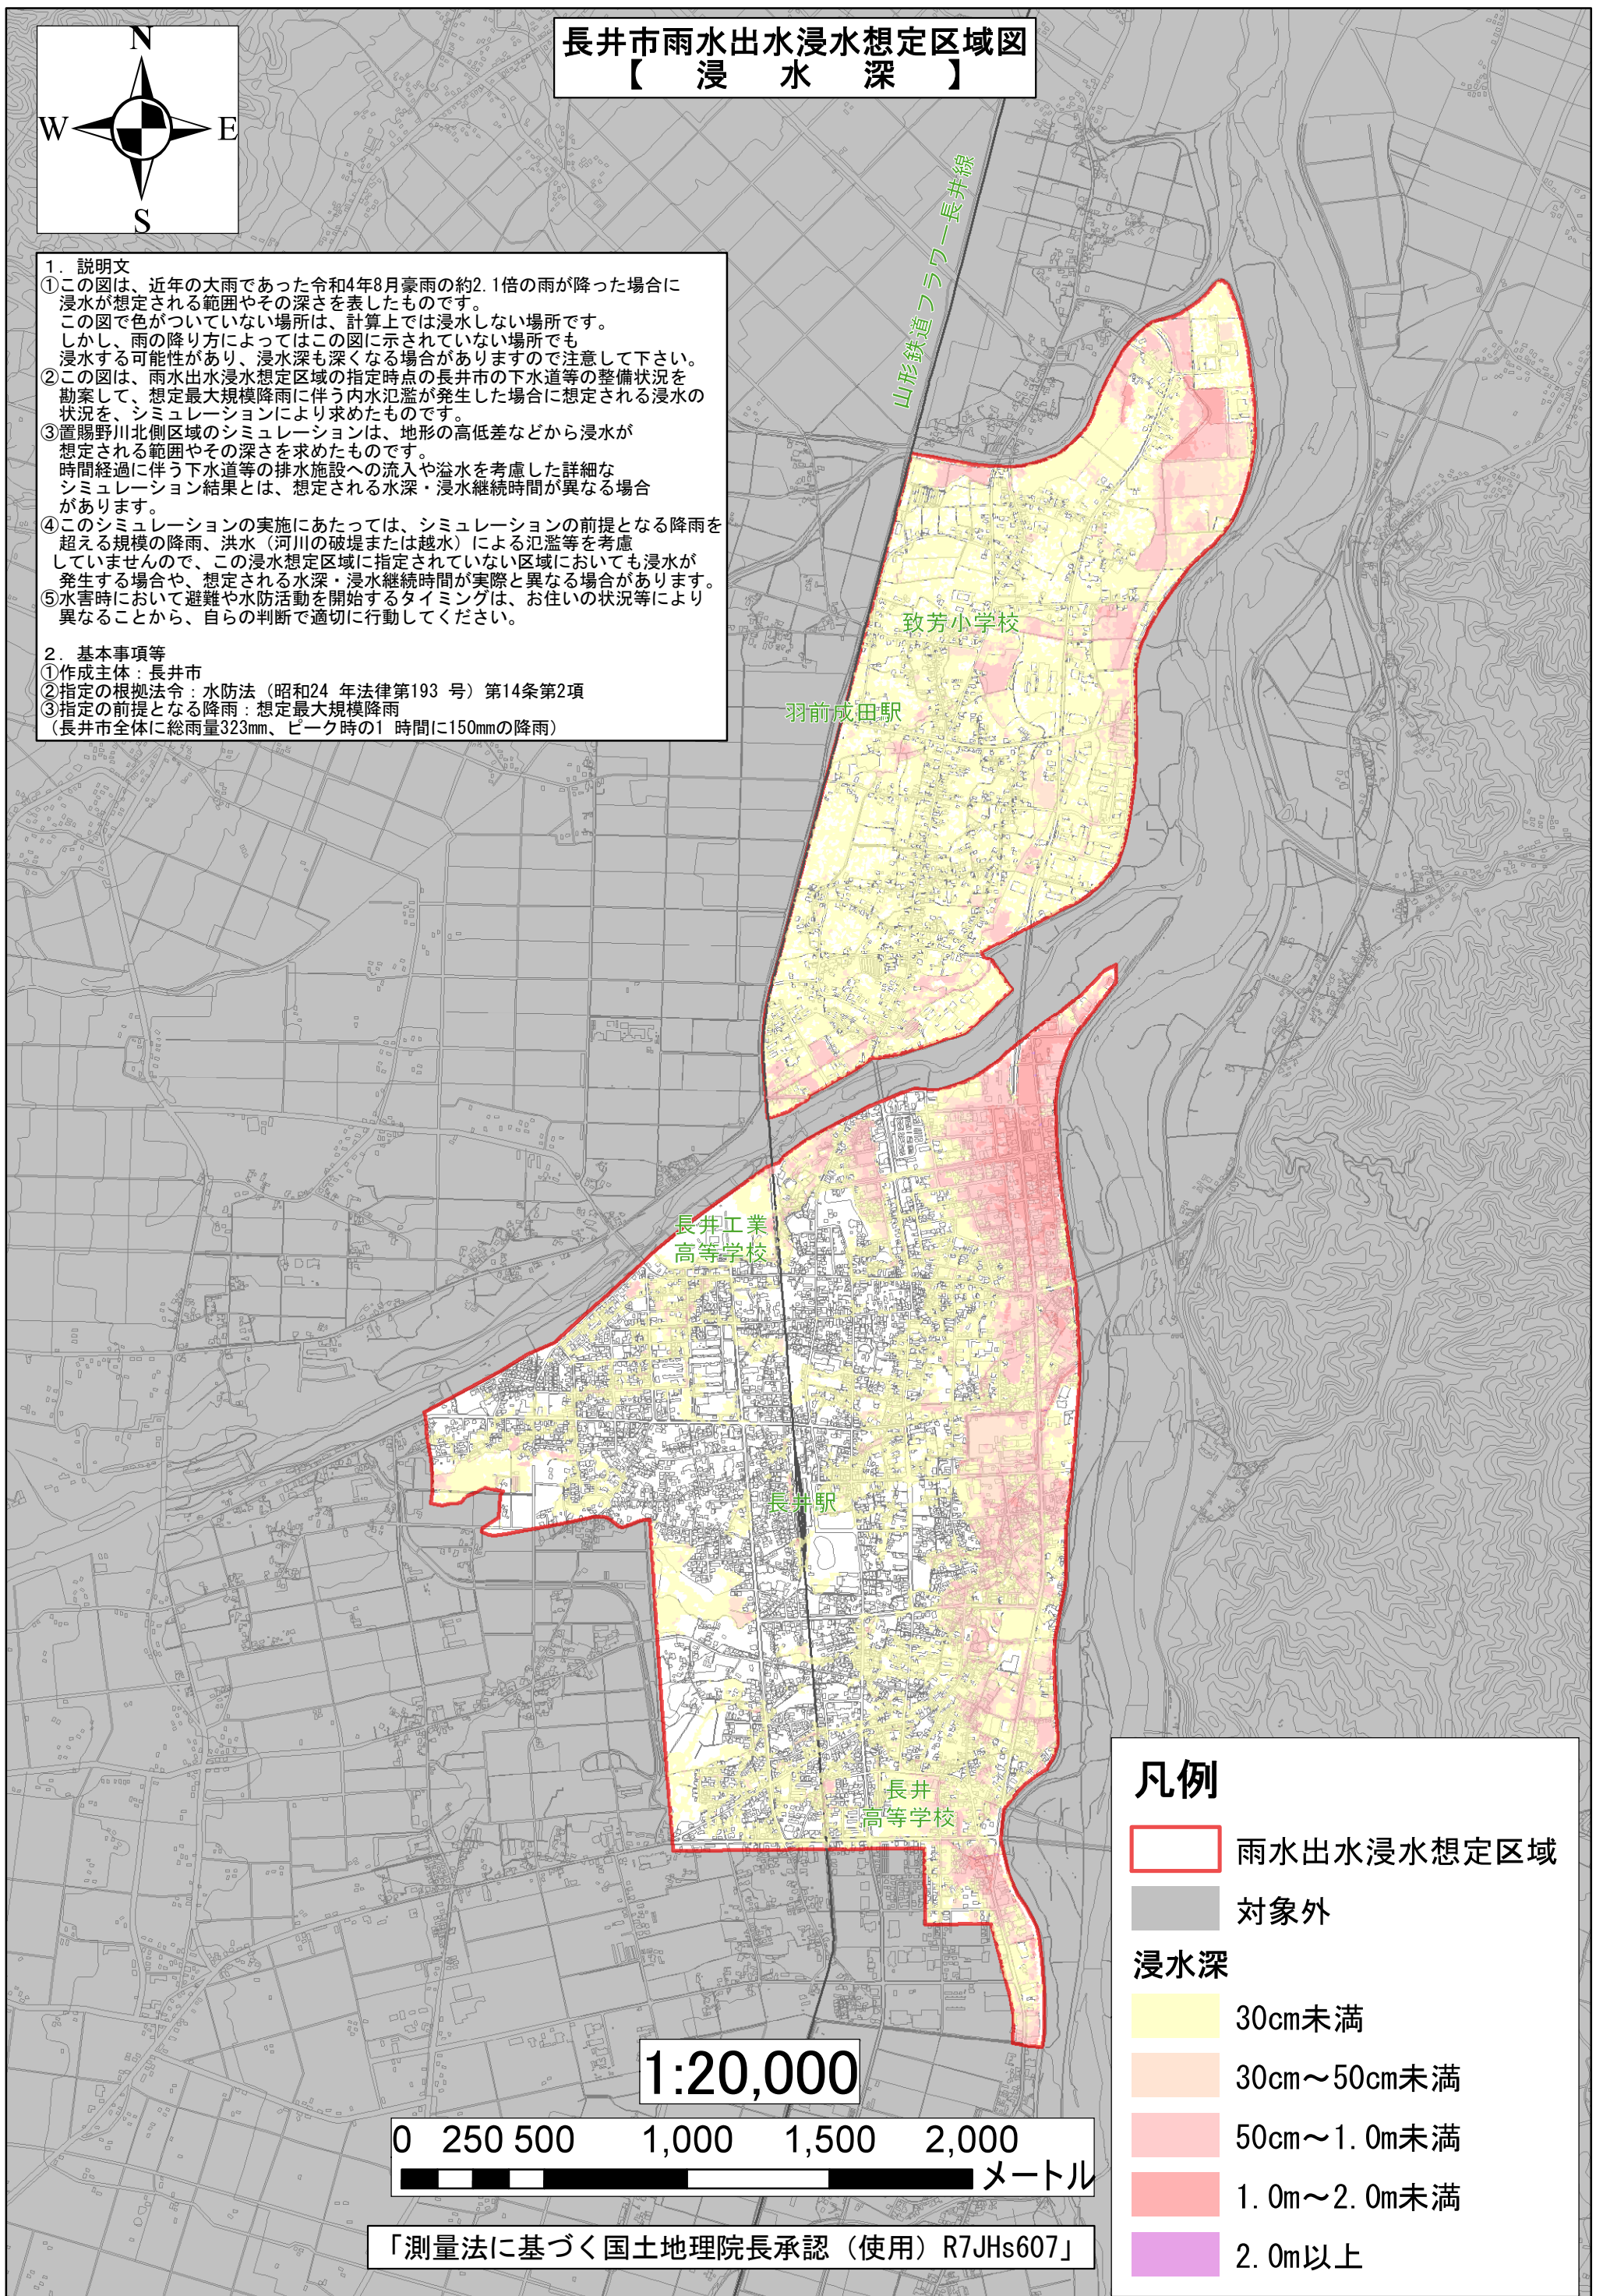 長井市雨水出水浸水想定区域図
【 浸 水 深 】
N
W E
S
1. 説明文
①この図は、近年の大雨であった令和4年8月豪雨の約2.1倍の雨が降った場合に
浸水が想定される範囲やその深さを表したものです。
この図で色がついていない場所は、計算上では浸水しない場所です。
しかし、雨の降り方によってはこの図に示されていない場所でも
浸水する可能性があり、浸水深も深くなる場合がありますので注意して下さい。
②この図は、雨水出水浸水想定区域の指定時点の長井市の下水道等の整備状況を
勘案して、想定最大規模降雨に伴う内水氾濫が発生した場合に想定される浸水の
状況を、シミュレーションにより求めたものです。
③置賜野川北側区域のシミュレーションは、地形の高低差などから浸水が
想定される範囲やその深さを求めたものです。
時間経過に伴う下水道等の排水施設への流入や溢水を考慮した詳細な
シミュレーション結果とは、想定される水深・浸水継続時間が異なる場合
があります。
④このシミュレーションの実施にあたっては、シミュレーションの前提となる降雨を
超える規模の降雨、洪水（河川の破堤または越水）による氾濫等を考慮
していませんので、この浸水想定区域に指定されていない区域においても浸水が
発生する場合や、想定される水深・浸水継続時間が実際と異なる場合があります。
⑤水害時において避難や水防活動を開始するタイミングは、お住いの状況等により
異なることから、自らの判断で適切に行動してください。
2. 基本事項等
①作成主体：長井市
②指定の根拠法令：水防法（昭和24 年法律第193 号）第14条第2項
③指定の前提となる降雨：想定最大規模降雨
（長井市全体に総雨量323mm、ピーク時の1 時間に150mmの降雨）
山形鉄道フラワー長井線
致芳小学校
羽前成田駅
長井工業
高等学校
長井駅
長井
高等学校
凡例
雨水出水浸水想定区域
対象外
浸水深
30cm未満
30cm～50cm未満
50cm～1.0m未満
1.0m～2.0m未満
2.0m以上
1:20,000
0 250 500 1,000 1,500 2,000
メートル
「測量法に基づく国土地理院長承認（使用）R7JHs607」